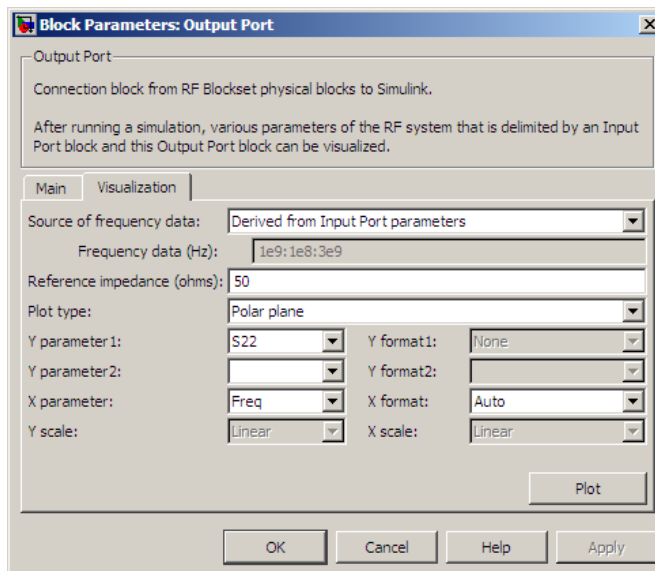 Block Parameters: Output Port
Output Port
Connection block from RF Blockset physical blocks to Simulink.
After running a simulation, various parameters of the RF system that is delimited by an Input
Port block and this Output Port block can be visualized.
Main Visualization
Source of frequency data: Derived from Input Port parameters
Frequency data (Hz): 1e9:1e8:3e9
Reference impedance (ohms): 50
Plot type: Polar plane
Y parameter1: S22 Y format1: None
Y parameter2: Y format2:
X parameter: Freq X format: Auto
Y scale: Linear X scale: Linear
Plot
OK Cancel Help Apply